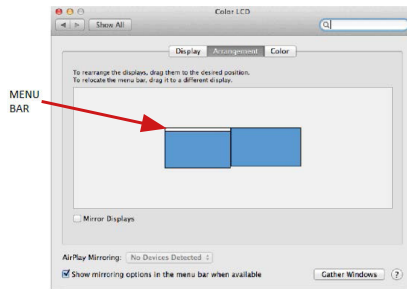 Color LCD
Show All
Display Arrangement Color
To rearrange the displays, drag them to the desired position.
To relocate the menu bar, drag it to a different display.
MENU
BAR
Mirror Displays
AirPlay Mirroring: No Devices Detected
Show mirroring options in the menu bar when available
Gather Windows ?